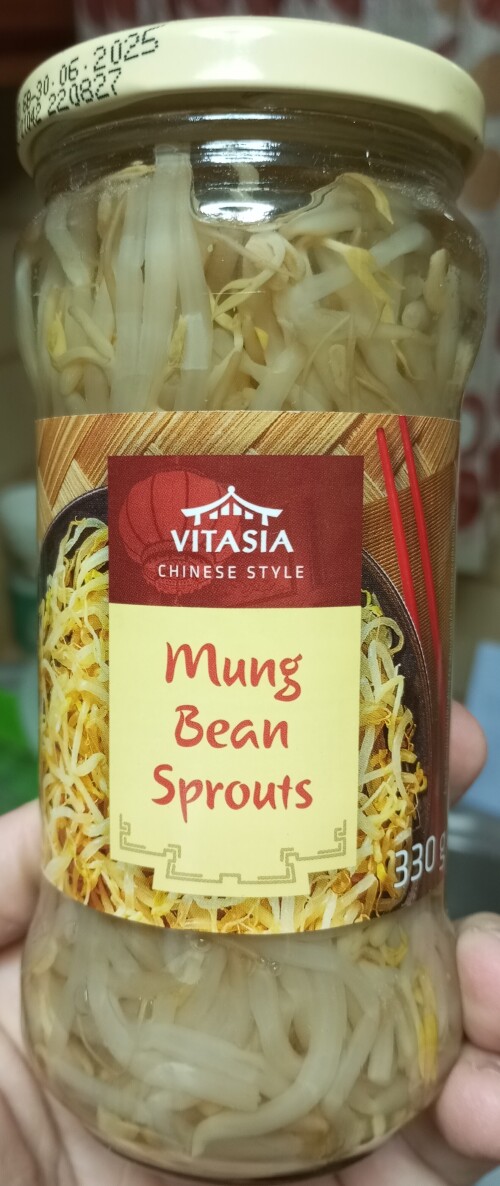 30.06.2025
220827
VITASIA
CHINESE STYLE
Mung
Bean
Sprouts
330 g